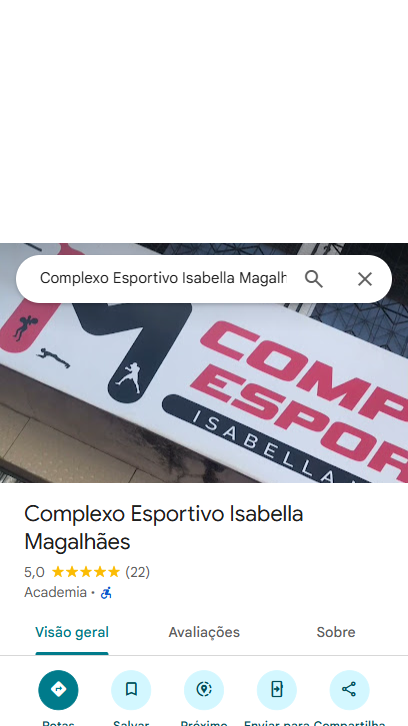 Complexo Esportivo Isabella Magalh
M
COMP
ESPOR
ISABELLA
Complexo Esportivo Isabella
Magalhães
5,0 (22)
Academia •
Visão geral Avaliações Sobre
Rotas Salvar Próximo Enviar para Compartilha